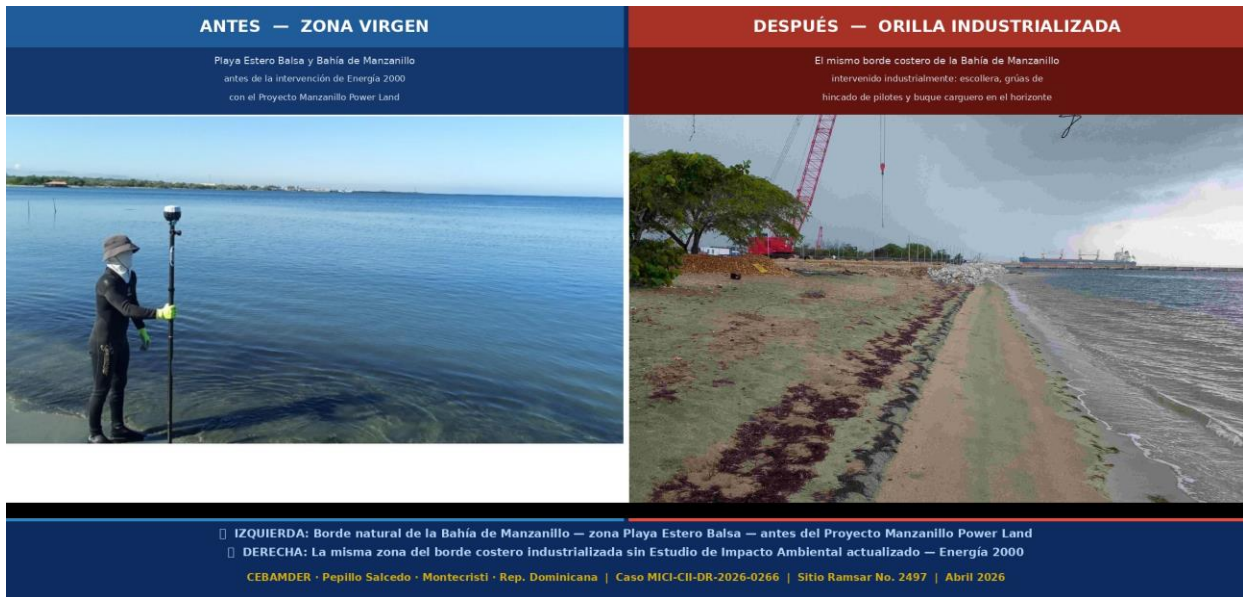 ANTES — ZONA VIRGEN
Playa Estero Balsa y Bahía de Manzanillo
antes de la intervención de Energía 2000
con el Proyecto Manzanillo Power Land
DESPUÉS — ORILLA INDUSTRIALIZADA
El mismo borde costero de la Bahía de Manzanillo
intervenido industrialmente: escollera, grúas de
hincado de pilotes y buque carguero en el horizonte
IZQUIERDA: Borde natural de la Bahía de Manzanillo — zona Playa Estero Balsa — antes del Proyecto Manzanillo Power Land
DERECHA: La misma zona del borde costero industrializada sin Estudio de Impacto Ambiental actualizado — Energía 2000
CEBAMDER · Pepillo Salcedo · Montecristi · Rep. Dominicana | Caso MICI-CII-DR-2026-0266 | Sitio Ramsar No. 2497 | Abril 2026